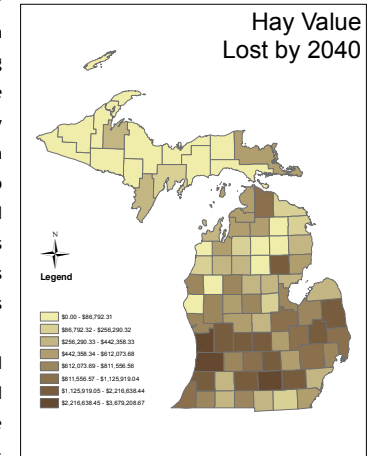 Hay Value
Lost by 2040
N
Legend
$0.00 - $86,792.31
$86,792.32 - $256,290.32
$256,290.33 - $442,358.33
$442,358.34 - $612,073.68
$612,073.69 - $811,556.56
$811,556.57 - $1,125,919.04
$1,125,919.05 - $2,216,638.44
$2,216,638.45 - $3,679,208.67